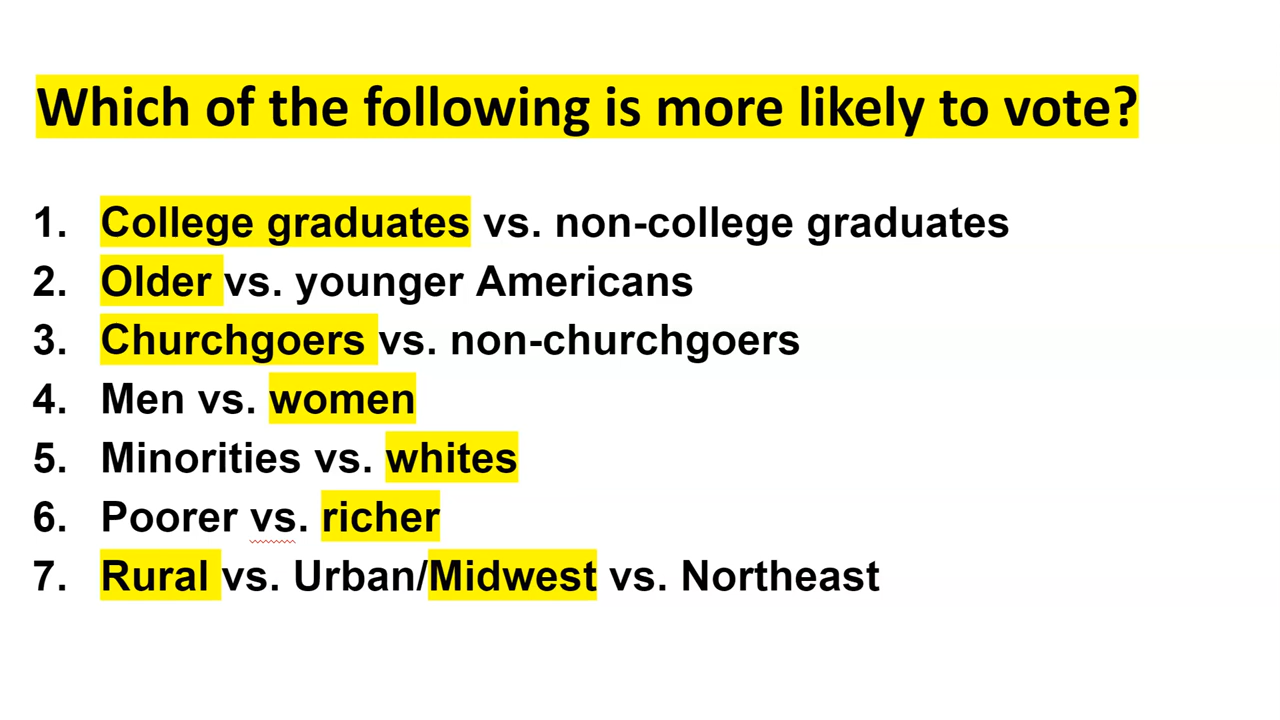 Which of the following is more likely to vote?
1. College graduates vs. non-college graduates
2. Older vs. younger Americans
3. Churchgoers vs. non-churchgoers
4. Men vs. women
5. Minorities vs. whites
6. Poorer vs. richer
7. Rural vs. Urban/Midwest vs. Northeast